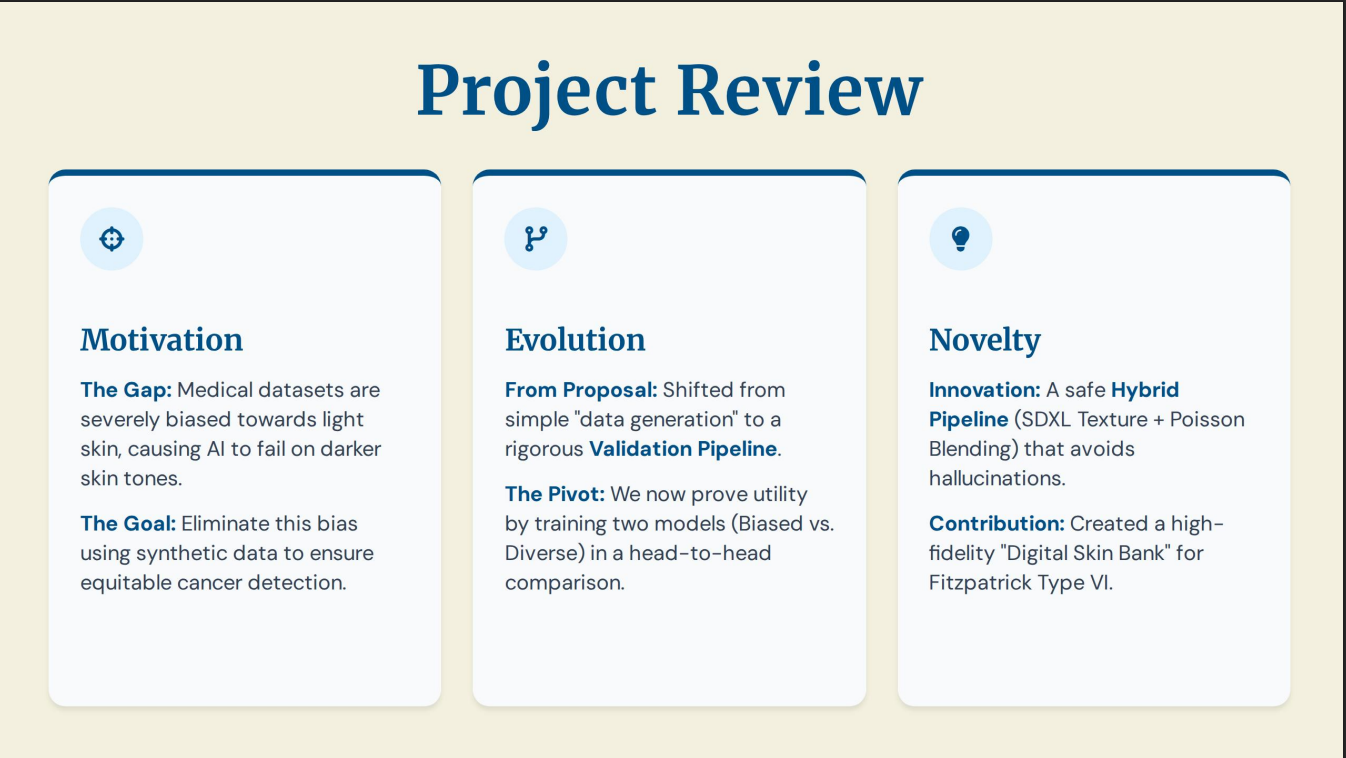 Project Review
Motivation
The Gap: Medical datasets are
severely biased towards light
skin, causing AI to fail on darker
skin tones.
The Goal: Eliminate this bias
using synthetic data to ensure
equitable cancer detection.
Evolution
From Proposal: Shifted from
simple "data generation" to a
rigorous Validation Pipeline.
The Pivot: We now prove utility
by training two models (Biased vs.
Diverse) in a head-to-head
comparison.
Novelty
Innovation: A safe Hybrid
Pipeline (SDXL Texture + Poisson
Blending) that avoids
hallucinations.
Contribution: Created a high-
fidelity "Digital Skin Bank" for
Fitzpatrick Type VI.